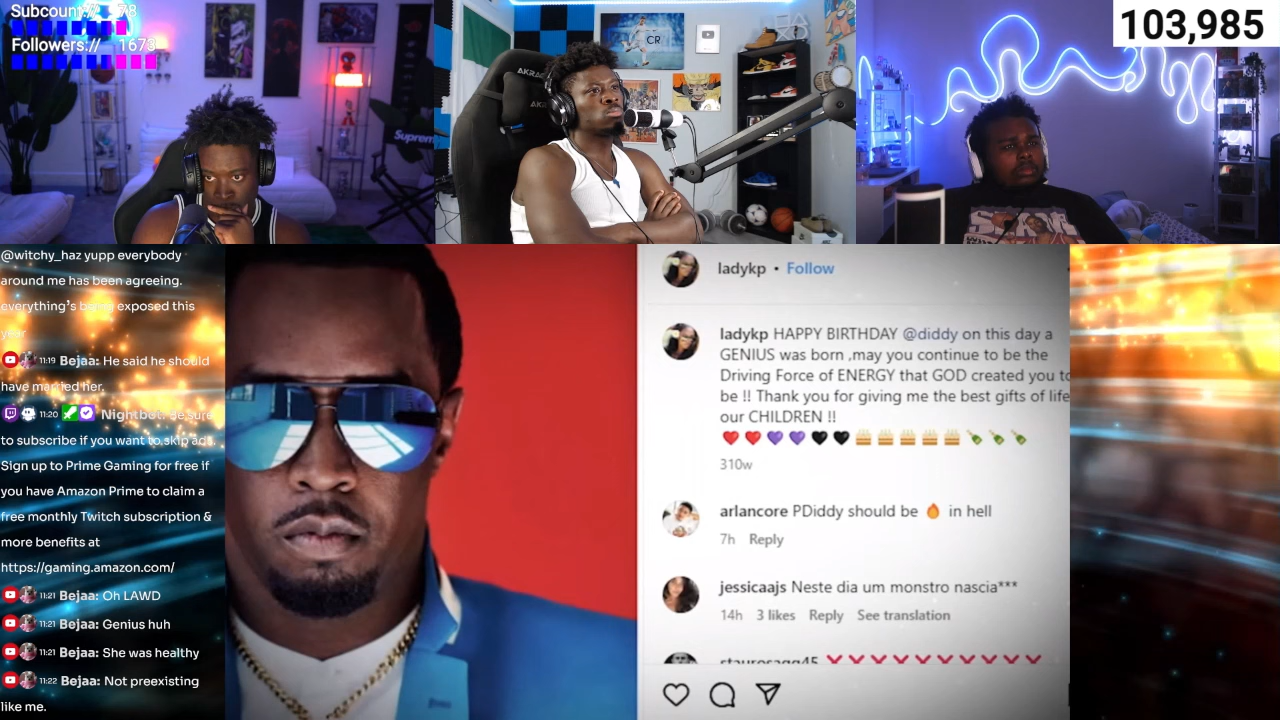 Subcount// 78
Followers// 1673
103,985
AKRAC
CR
Supreme
@witchy_haz yupp everybody
around me has been agreeing.
everything's being exposed this
year
11:19 Bejaa: He said he should
have married her.
11:20 Nightbot: Be sure
to subscribe if you want to skip ads.
Sign up to Prime Gaming for free if
you have Amazon Prime to claim a
free monthly Twitch subscription &
more benefits at
https://gaming.amazon.com/
11:21 Bejaa: Oh LAWD
11:21 Bejaa: Genius huh
11:21 Bejaa: She was healthy
11:22 Bejaa: Not preexisting
like me.
ladykp • Follow
ladykp HAPPY BIRTHDAY @diddy on this day a
GENIUS was born ,may you continue to be the
Driving Force of ENERGY that GOD created you to
be !! Thank you for giving me the best gifts of life
our CHILDREN !!
❤️❤️💜💜🖤🖤🎂🎂🎂🎂🎂🍾🍾🍾
310w
arlancore PDiddy should be 🔥 in hell
7h Reply
jessicaajs Neste dia um monstro nascia***
14h 3 likes Reply See translation